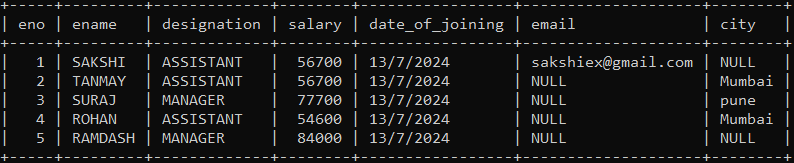 | eno | ename | designation | salary | date_of_joining | email | city |
| 1 | SAKSHI | ASSISTANT | 56700 | 13/7/2024 | sakshiex@gmail.com | NULL |
| 2 | TANMAY | ASSISTANT | 56700 | 13/7/2024 | NULL | Mumbai |
| 3 | SURAJ | MANAGER | 77700 | 13/7/2024 | NULL | pune |
| 4 | ROHAN | ASSISTANT | 54600 | 13/7/2024 | NULL | Mumbai |
| 5 | RAMDASH | MANAGER | 84000 | 13/7/2024 | NULL | NULL |